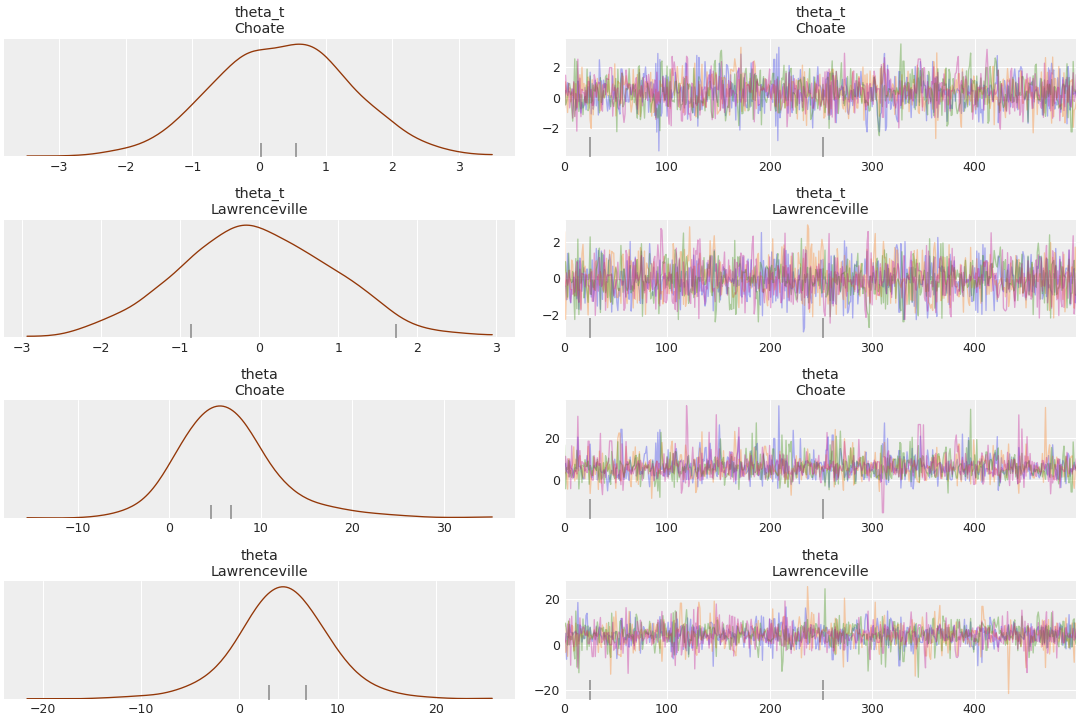 theta_t
Choate
theta_t
Choate
2
0
−2
−3 −2 −1 0 1 2 3
0 100 200 300 400
theta_t
Lawrenceville
theta_t
Lawrenceville
2
0
−2
−3 −2 −1 0 1 2 3
0 100 200 300 400
theta
Choate
theta
Choate
20
0
−10 0 10 20 30
0 100 200 300 400
theta
Lawrenceville
theta
Lawrenceville
20
0
−20
−20 −10 0 10 20
0 100 200 300 400